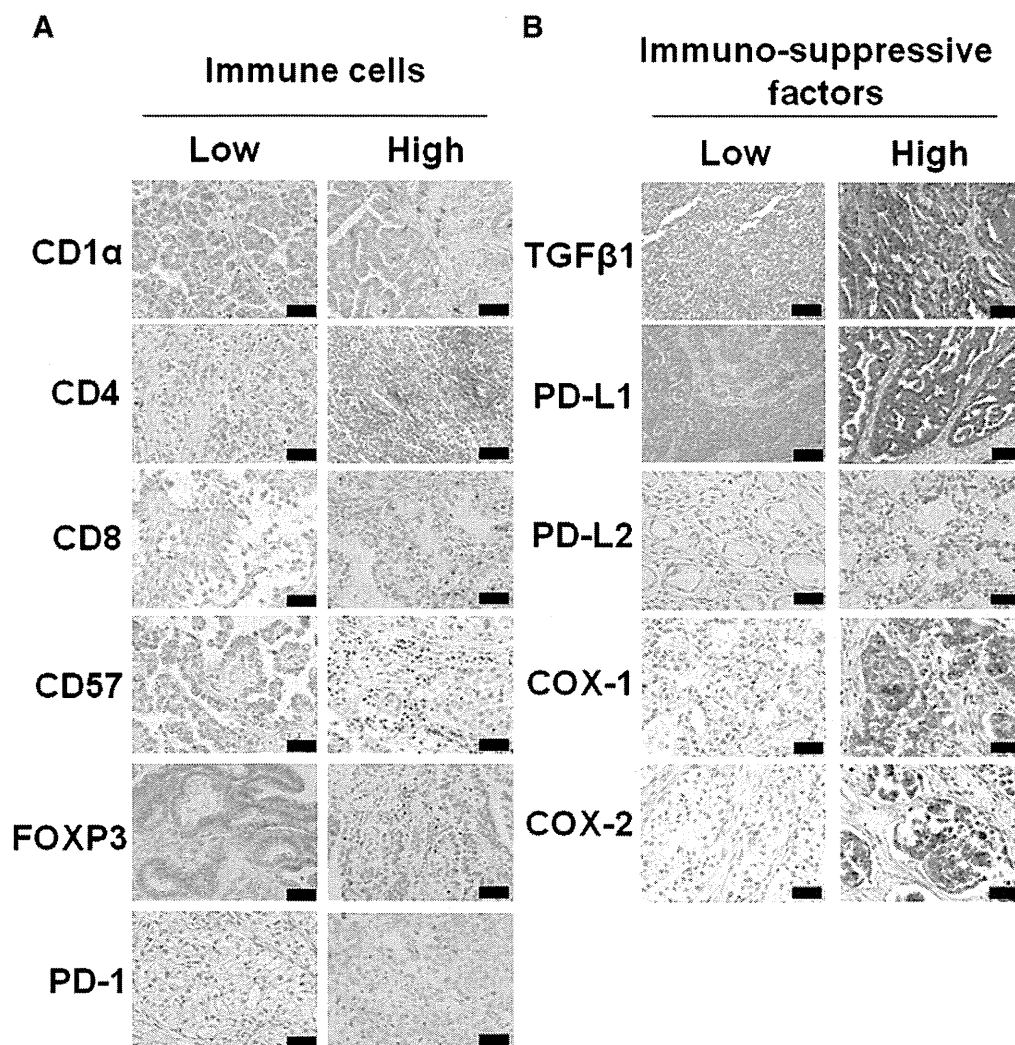 A
Immune cells
Low High
CD1α
CD4
CD8
CD57
FOXP3
PD-1
B
Immuno-suppressive
factors
Low High
TGFβ1
PD-L1
PD-L2
COX-1
COX-2